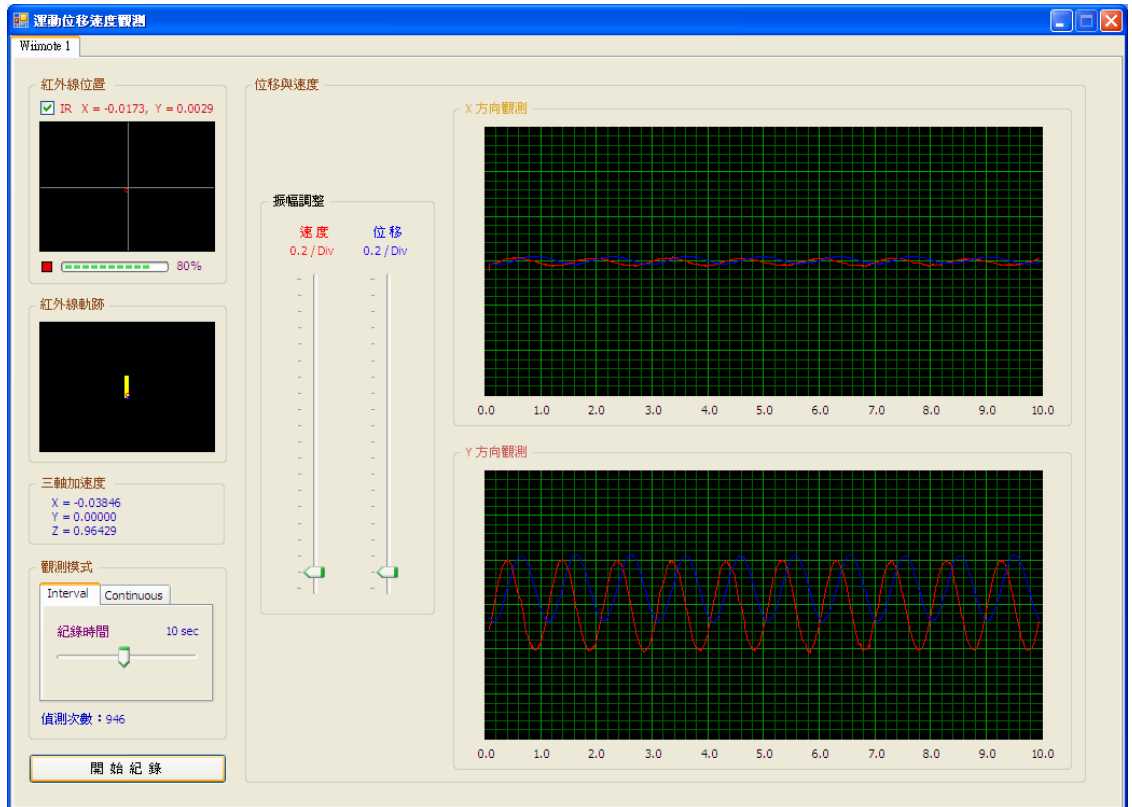 運動位移速度觀測
Wiimote 1
紅外線位置
IR X = -0.0173, Y = 0.0029
80%
紅外線軌跡
三軸加速度
X = -0.03846
Y = 0.00000
Z = 0.96429
觀測模式
Interval Continuous
紀錄時間 10 sec
偵測次數：946
開 始 紀 錄
位移與速度
振幅調整
速 度 位 移
0.2 / Div 0.2 / Div
X 方向觀測
0.0 1.0 2.0 3.0 4.0 5.0 6.0 7.0 8.0 9.0 10.0
Y 方向觀測
0.0 1.0 2.0 3.0 4.0 5.0 6.0 7.0 8.0 9.0 10.0